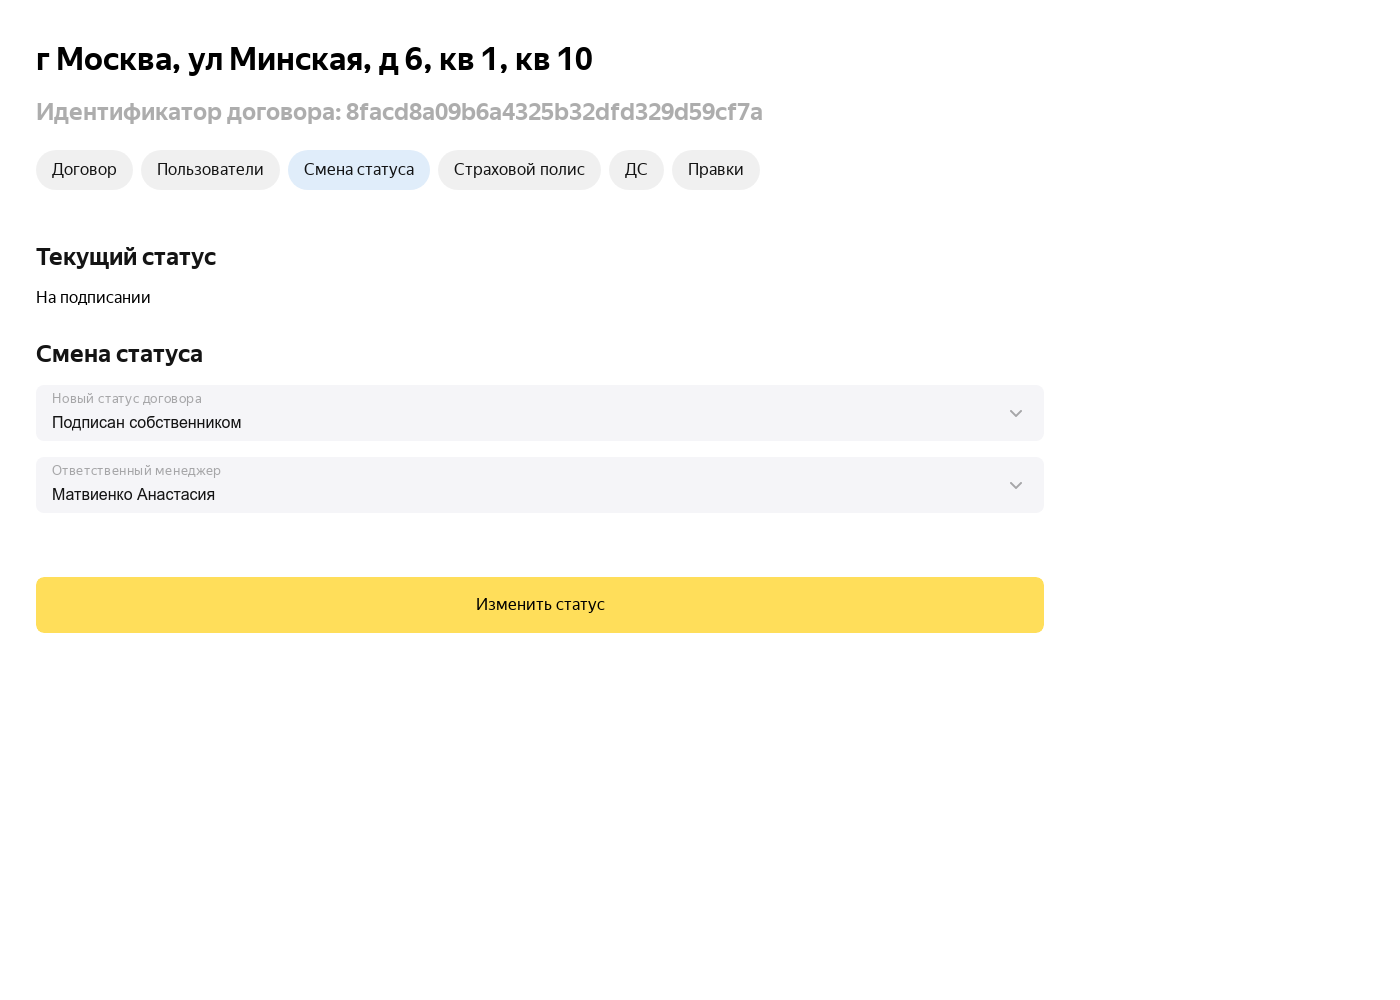 г Москва, ул Минская, д 6, кв 1, кв 10
Идентификатор договора: 8facd8a09b6a4325b32dfd329d59cf7a
Договор Пользователи Смена статуса Страховой полис ДС Правки
Текущий статус
На подписании
Смена статуса
Новый статус договора
Подписан собственником
Ответственный менеджер
Матвиенко Анастасия
Изменить статус